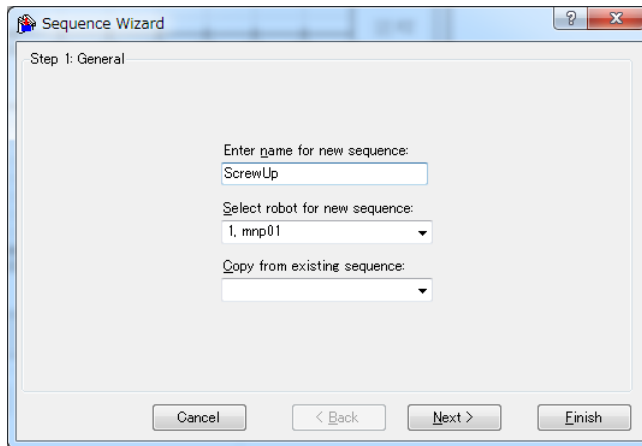 Sequence Wizard
Step 1: General
Enter name for new sequence:
ScrewUp
Select robot for new sequence:
1, mnp01
Copy from existing sequence:
Cancel
< Back
Next >
Finish